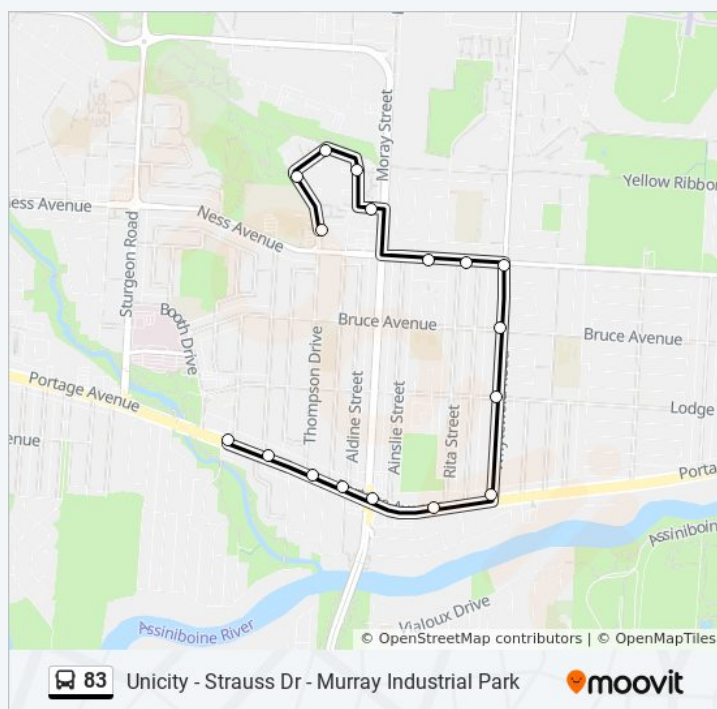 Moray Street
Yellow Ribbon
ness Avenue
Ness Avenue
Sturgeon Road
Booth Drive
Bruce Avenue
Bruce Avenue
Portage Avenue
Thompson Drive
Aldine Street
Ainslie Street
Rita Street
Lodge
enue
Porta
Assiniboin
Assiniboine River
Vialoux Drive
© OpenStreetMap contributors | © OpenMapTiles
83 Unicity - Strauss Dr - Murray Industrial Park moovit